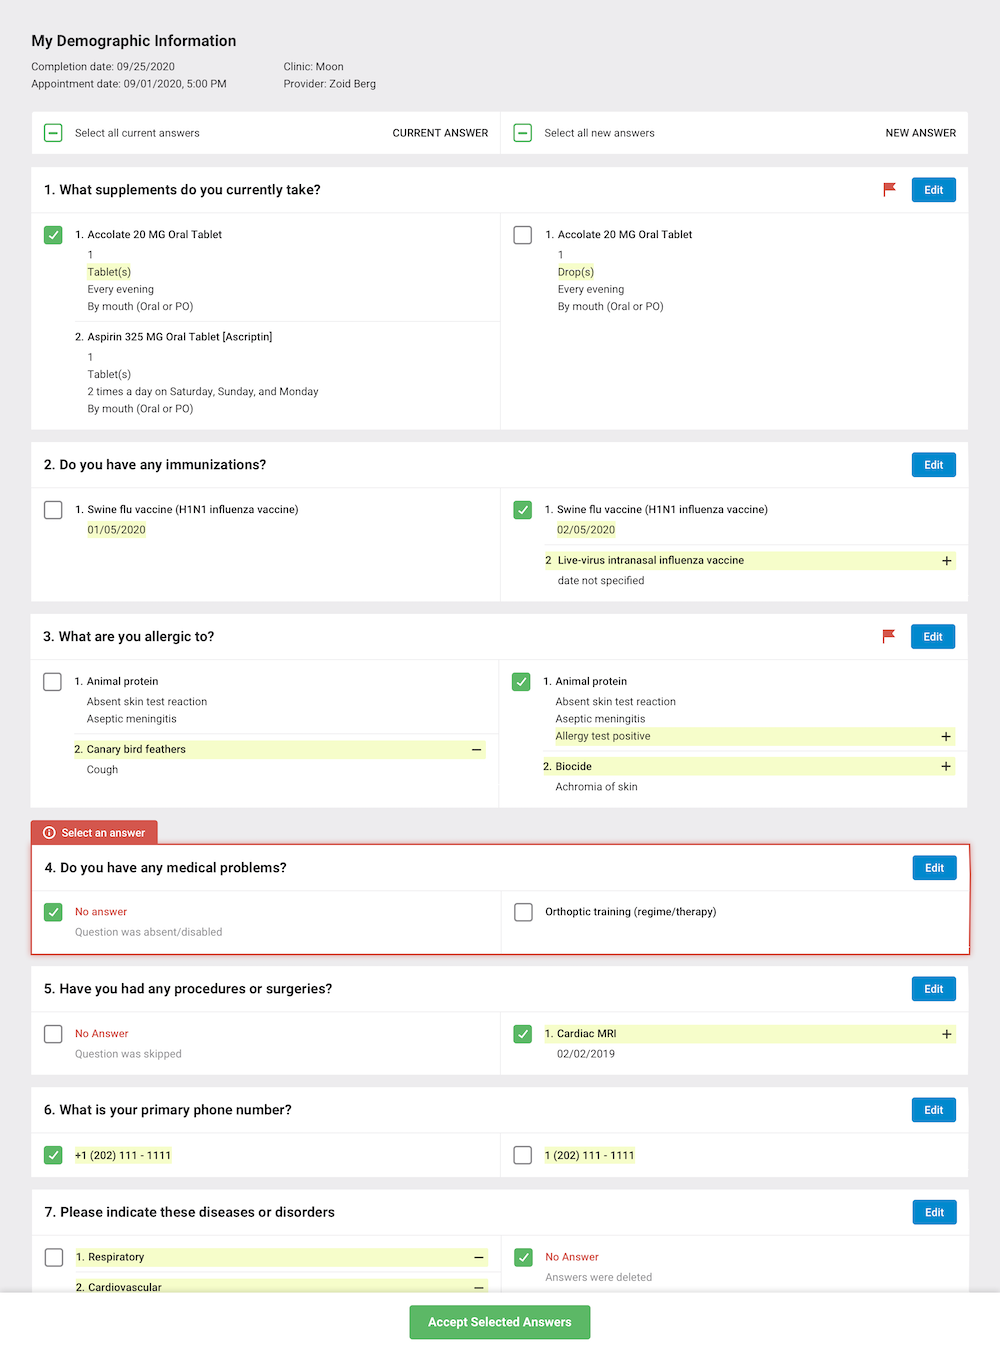 My Demographic Information
Completion date: 09/25/2020
Clinic: Moon
Appointment date: 09/01/2020, 5:00 PM
Provider: Zoid Berg
Select all current answers
CURRENT ANSWER
Select all new answers
NEW ANSWER
1. What supplements do you currently take?
Edit
1. Accolate 20 MG Oral Tablet
1
Tablet(s)
Every evening
By mouth (Oral or PO)
2. Aspirin 325 MG Oral Tablet [Ascriptin]
1
Tablet(s)
2 times a day on Saturday, Sunday, and Monday
By mouth (Oral or PO)
1. Accolate 20 MG Oral Tablet
1
Drop(s)
Every evening
By mouth (Oral or PO)
2. Do you have any immunizations?
Edit
1. Swine flu vaccine (H1N1 influenza vaccine)
01/05/2020
1. Swine flu vaccine (H1N1 influenza vaccine)
02/05/2020
2 Live-virus intranasal influenza vaccine
date not specified
3. What are you allergic to?
Edit
1. Animal protein
Absent skin test reaction
Aseptic meningitis
2. Canary bird feathers
Cough
1. Animal protein
Absent skin test reaction
Aseptic meningitis
Allergy test positive
2. Biocide
Achromia of skin
Select an answer
4. Do you have any medical problems?
Edit
No answer
Question was absent/disabled
Orthoptic training (regime/therapy)
5. Have you had any procedures or surgeries?
Edit
No Answer
Question was skipped
1. Cardiac MRI
02/02/2019
6. What is your primary phone number?
Edit
+1 (202) 111 - 1111
1 (202) 111 - 1111
7. Please indicate these diseases or disorders
Edit
1. Respiratory
2. Cardiovascular
No Answer
Answers were deleted
Accept Selected Answers